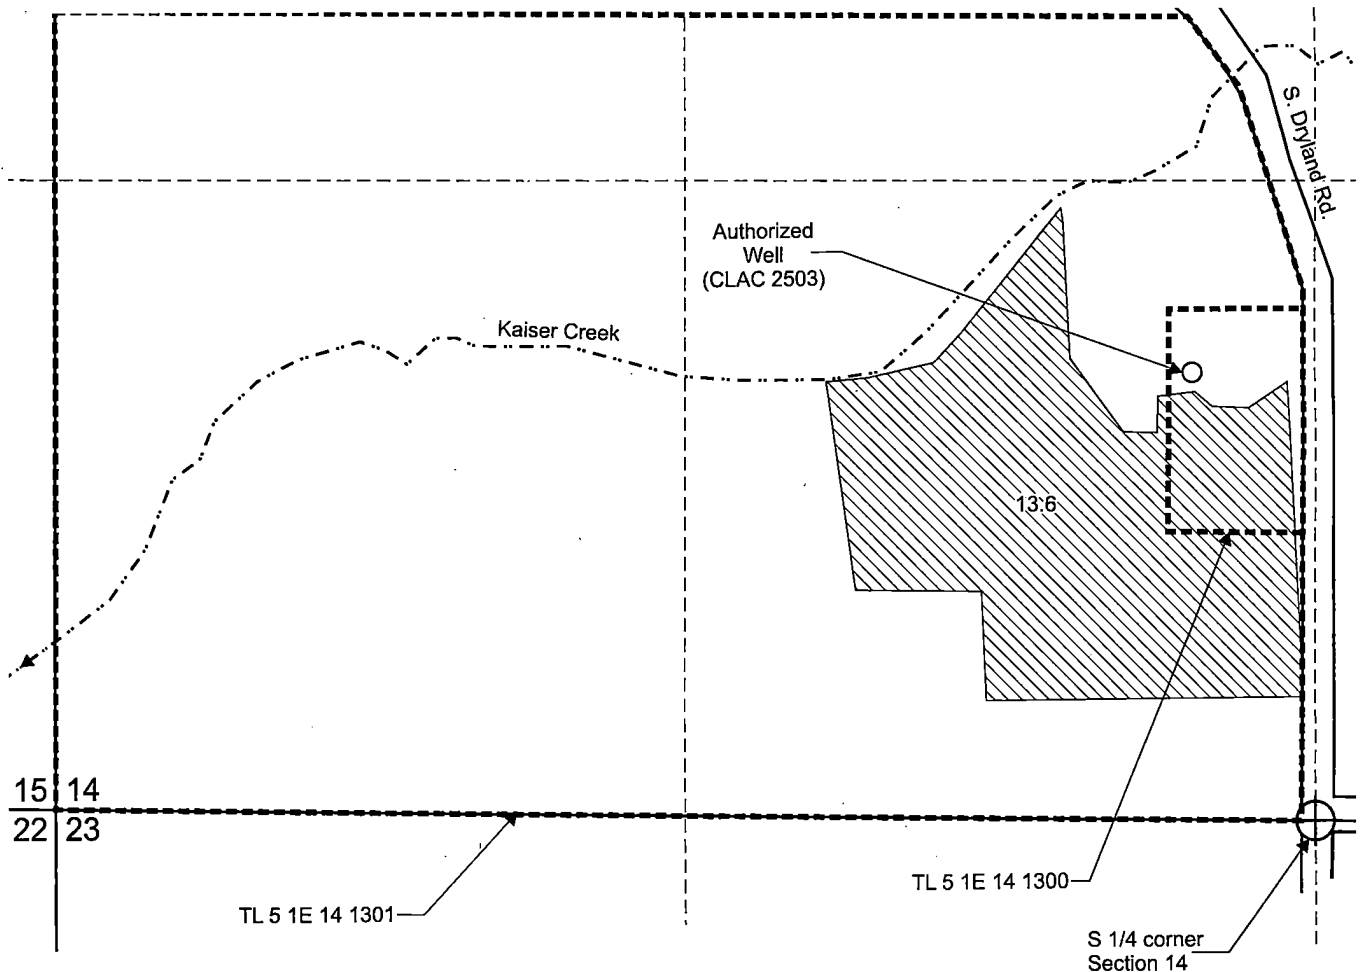 S. Dryland Rd.
Authorized
Well
(CLAC 2503)
Kaiser Creek
13.6
15 14
22 23
TL 5 1E 14 1300
TL 5 1E 14 1301
S 1/4 corner
Section 14